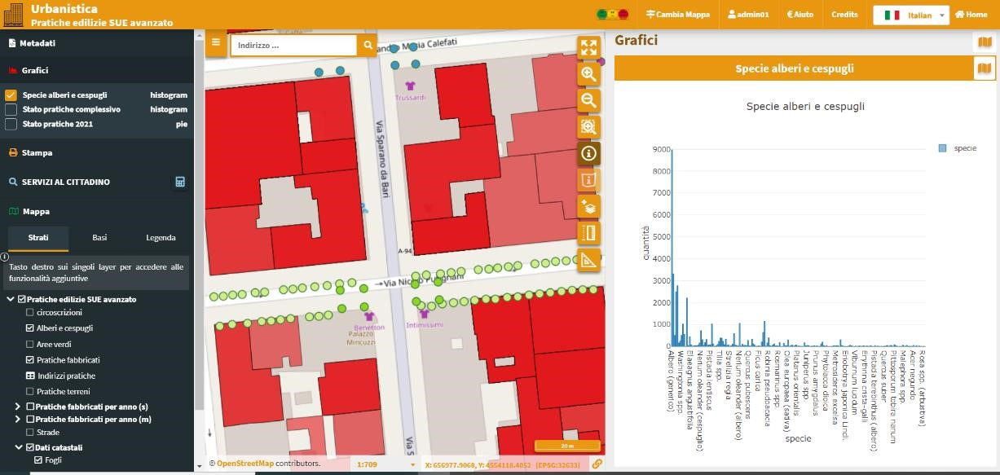 Urbanistica
Pratiche edilizie SUE avanzato
Cambia Mappa
admin01
€ Aiuto
Credits
Italian
Home
Metadati
Grafici
Specie alberi e cespugli histogram
Stato pratiche complessivo histogram
Stato pratiche 2021 pie
Stampa
SERVIZI AL CITTADINO
Mappa
Strati Basi Legenda
Tasto destro sui singoli layer per accedere alle
funzionalità aggiuntive
Pratiche edilizie SUE avanzato
circoscrizioni
Alberi e cespugli
Aree verdi
Pratiche fabbricati
Indirizzi pratiche
Pratiche terreni
Pratiche fabbricati per anno (s)
Pratiche fabbricati per anno (m)
Strade
Dati catastali
Fogli
Indirizzo ...
Maria Calefati
Trussardi
Via Sparano da Bari
A-94
→Via Nicolò Putignani
Benetton
Palazzo
Mincuzzi
Intimissimi
Via S
20 m
© OpenStreetMap contributors.
1:709
X: 656977.9068, Y: 4554118.4052 [EPSG:32633]
Grafici
Specie alberi e cespugli
Specie alberi e cespugli
specie
9000
8000
7000
6000
5000
4000
3000
2000
1000
0
quantità
Albero (generico)
Washingtonia spp.
Elaeagnus angustifolia
Nerium oleander (cespuglio)
Pistacia lentiscus
Tilia spp.
Strelitzia regia
Nerium oleander (albero)
Quercus pubescens
Ficus carica
Robinia pseudoacacia
Rosmarinus spp.
Olea europaea (sativa)
Platanus orientalis
Juniperus spp.
Prunus amygdalus
Phytolacca dioica
Metrosideros excelsa
Eriobotrya japonica Lindl.
Viburnum lucidum
Erythrina crista-galli
Pistacia terebinthus (albero)
Quercus suber
Pittosporum tobira nanum
Malephora spp.
Acer negundo
Rosa spp. (arbustiva)
specie